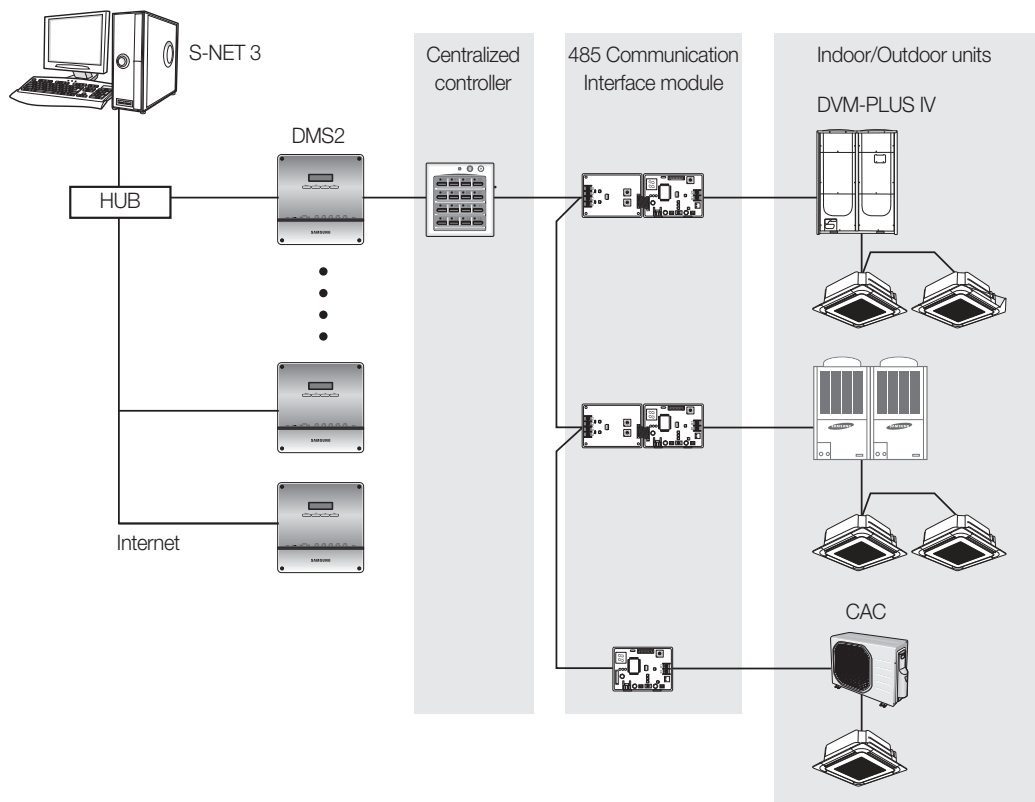 S-NET 3
Centralized
controller
485 Communication
Interface module
Indoor/Outdoor units
DVM-PLUS IV
DMS2
HUB
SAMSUNG
SAMSUNG
SAMSUNG SAMSUNG
Internet
SAMSUNG
CAC